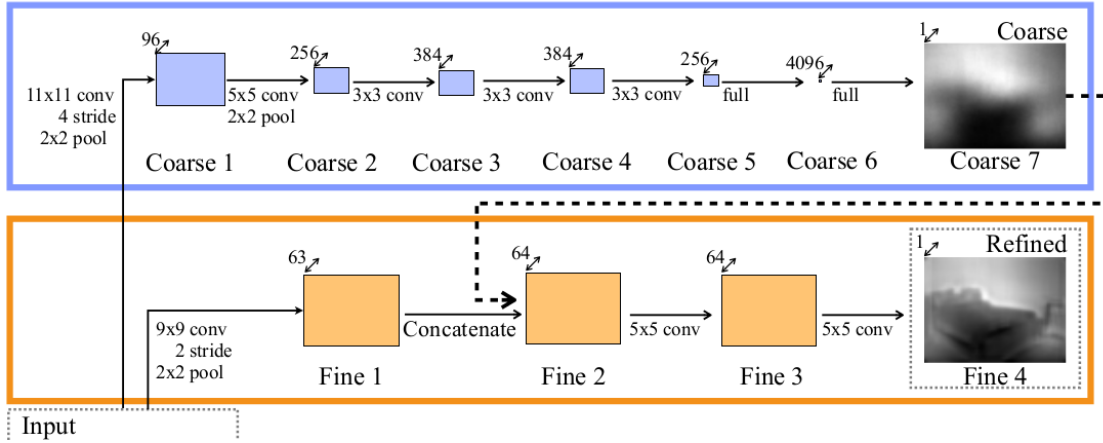 96
256
384
384
256
4096
1
Coarse
11x11 conv
4 stride
2x2 pool
5x5 conv
2x2 pool
3x3 conv
3x3 conv
3x3 conv
full
full
Coarse 1
Coarse 2
Coarse 3
Coarse 4
Coarse 5
Coarse 6
Coarse 7
63
64
64
1
Refined
9x9 conv
2 stride
2x2 pool
Concatenate
5x5 conv
5x5 conv
Fine 1
Fine 2
Fine 3
Fine 4
Input